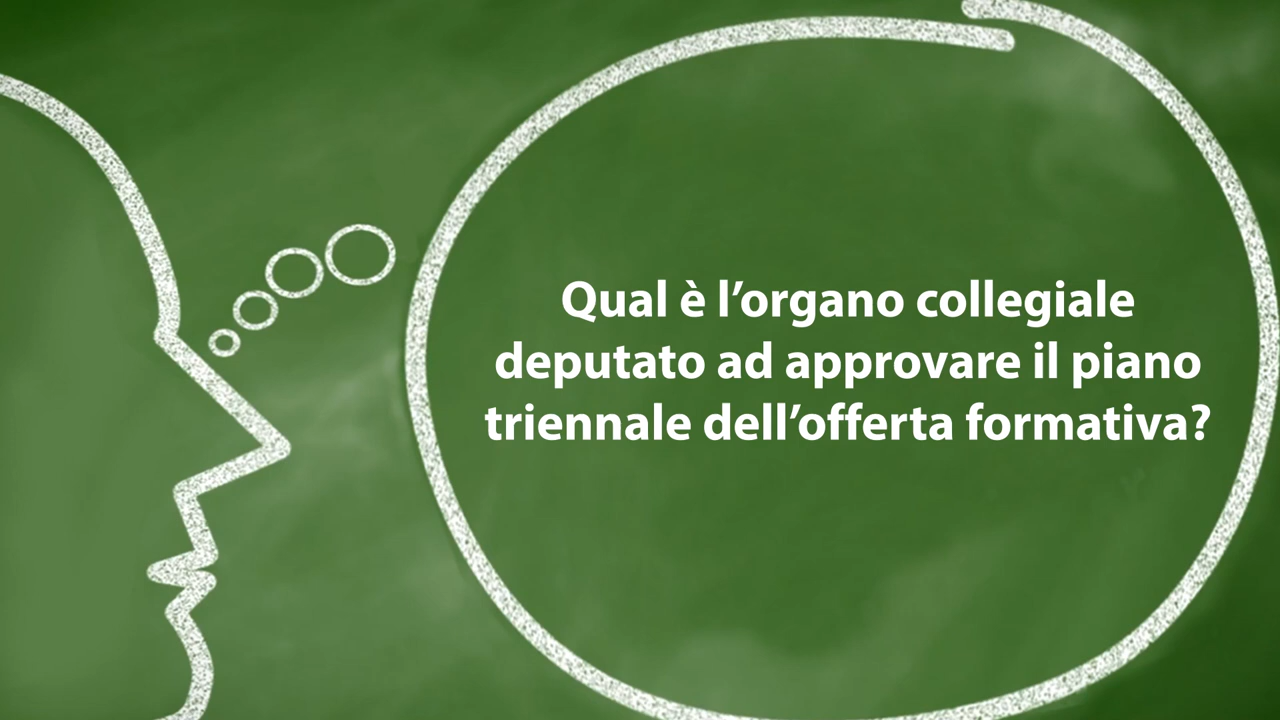 Qual è l’organo collegiale
deputato ad approvare il piano
triennale dell’offerta formativa?